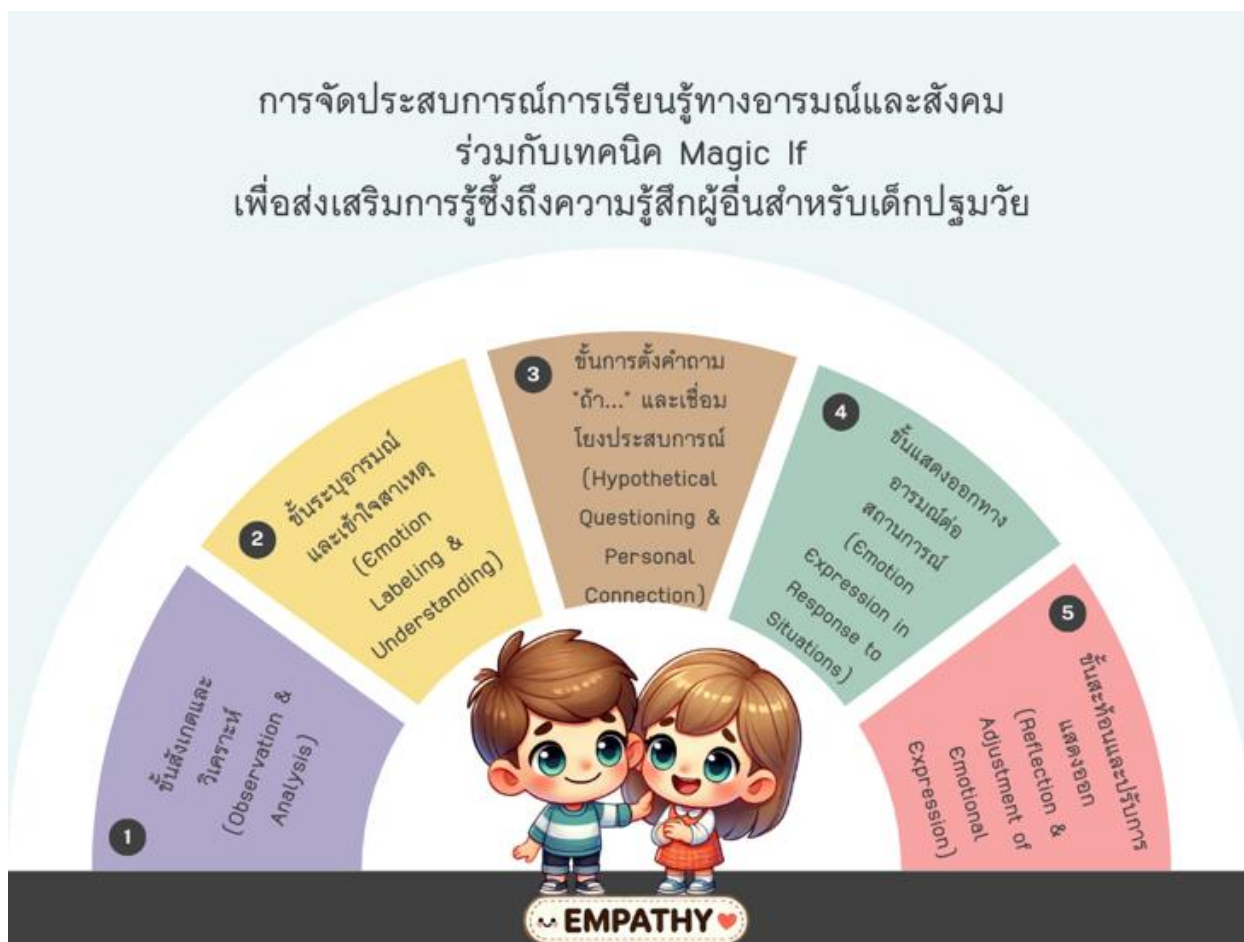 การจัดประสบการณ์การเรียนรู้ทางอารมณ์และสังคม
ร่วมกับเทคนิค Magic If
เพื่อส่งเสริมการรู้ซึ้งถึงความรู้สึกผู้อื่นสำหรับเด็กปฐมวัย
1
ขั้นสังเกตและ
วิเคราะห์
(Observation &
Analysis)
2
ขั้นระบุอารมณ์
และเข้าใจสาเหตุ
(Emotion
Labeling &
Understanding)
3
ขั้นการตั้งคำถาม
"ถ้า..." และเชื่อม
โยงประสบการณ์
(Hypothetical
Questioning &
Personal
Connection)
4
ขั้นแสดงออกทาง
อารมณ์ต่อ
สถานการณ์
(Emotion
Expression in
Response to
Situations)
5
ขั้นสะท้อนและปรับการ
แสดงออก
(Reflection &
Adjustment of
Emotional
Expression)
EMPATHY